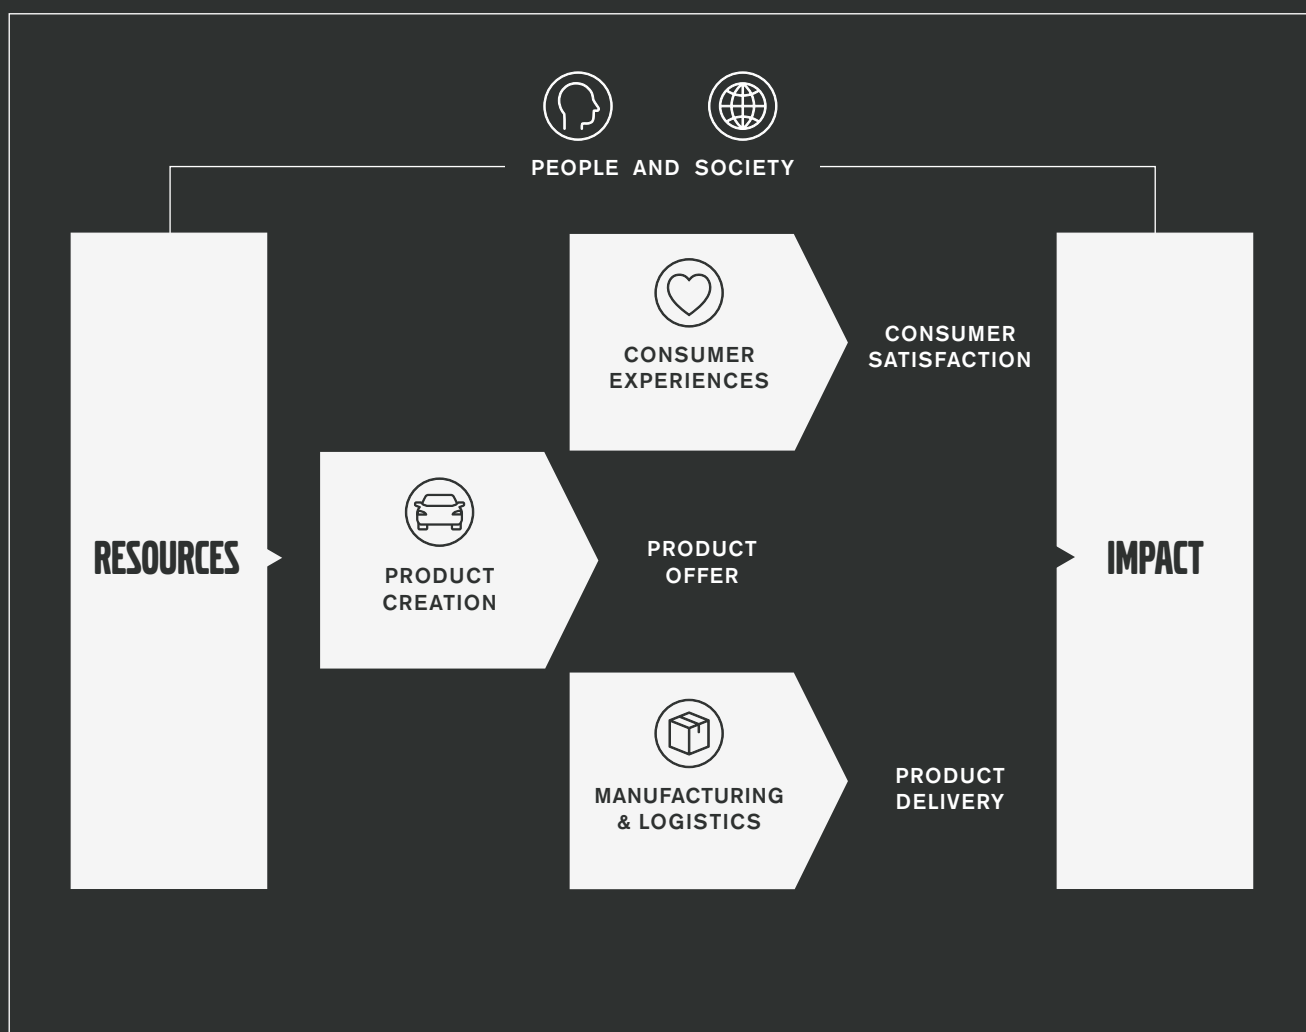 PEOPLE AND SOCIETY
CONSUMER
EXPERIENCES
CONSUMER
SATISFACTION
RESOURCES
PRODUCT
CREATION
PRODUCT
OFFER
IMPACT
MANUFACTURING
& LOGISTICS
PRODUCT
DELIVERY